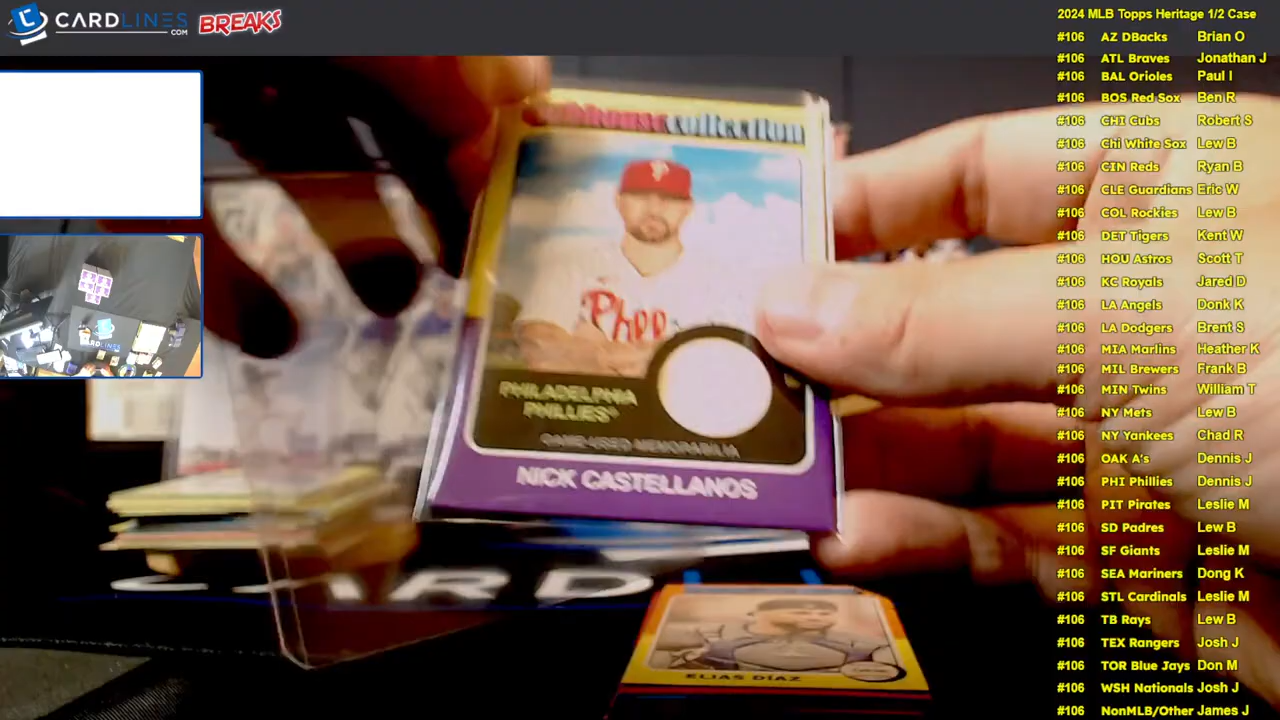 CARDLINES
.COM
BREAKS
2024 MLB Topps Heritage 1/2 Case
#106 AZ DBacks Brian O
#106 ATL Braves Jonathan J
#106 BAL Orioles Paul I
#106 BOS Red Sox Ben R
#106 CHI Cubs Robert S
#106 Chi White Sox Lew B
#106 CIN Reds Ryan B
#106 CLE Guardians Eric W
#106 COL Rockies Lew B
#106 DET Tigers Kent W
#106 HOU Astros Scott T
#106 KC Royals Jared D
#106 LA Angels Donk K
#106 LA Dodgers Brent S
#106 MIA Marlins Heather K
#106 MIL Brewers Frank B
#106 MIN Twins William T
#106 NY Mets Lew B
#106 NY Yankees Chad R
#106 OAK A's Dennis J
#106 PHI Phillies Dennis J
#106 PIT Pirates Leslie M
#106 SD Padres Lew B
#106 SF Giants Leslie M
#106 SEA Mariners Dong K
#106 STL Cardinals Leslie M
#106 TB Rays Lew B
#106 TEX Rangers Josh J
#106 TOR Blue Jays Don M
#106 WSH Nationals Josh J
#106 NonMLB/Other James J
collection
P
Phil
PHILADELPHIA
PHILLIES
GAME-USED MEMORABILIA
NICK CASTELLANOS
CARD
ELIAS DÍAZ